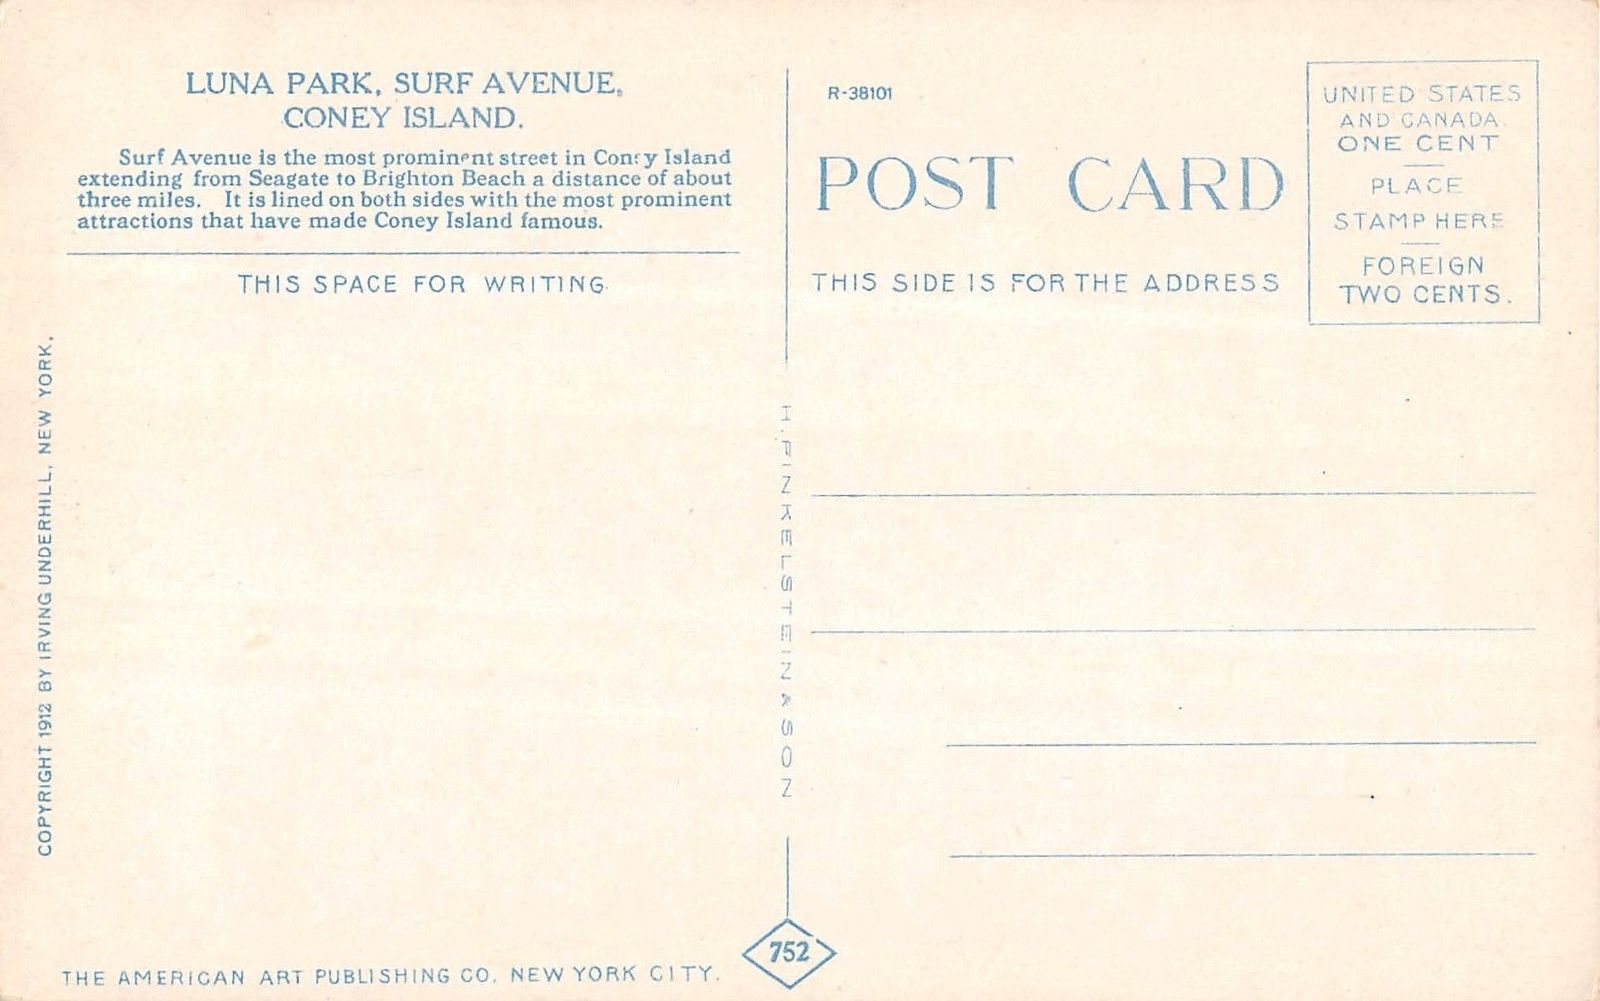 LUNA PARK, SURF AVENUE,
CONEY ISLAND.
Surf Avenue is the most prominent street in Coney Island
extending from Seagate to Brighton Beach a distance of about
three miles. It is lined on both sides with the most prominent
attractions that have made Coney Island famous.
THIS SPACE FOR WRITING
COPYRIGHT 1912 BY IRVING UNDERHILL, NEW YORK.
THE AMERICAN ART PUBLISHING CO. NEW YORK CITY.
H. FINKELSTEIN & SON
752
R-38101
POST CARD
THIS SIDE IS FOR THE ADDRESS
UNITED STATES
AND CANADA.
ONE CENT
PLACE
STAMP HERE
FOREIGN
TWO CENTS.